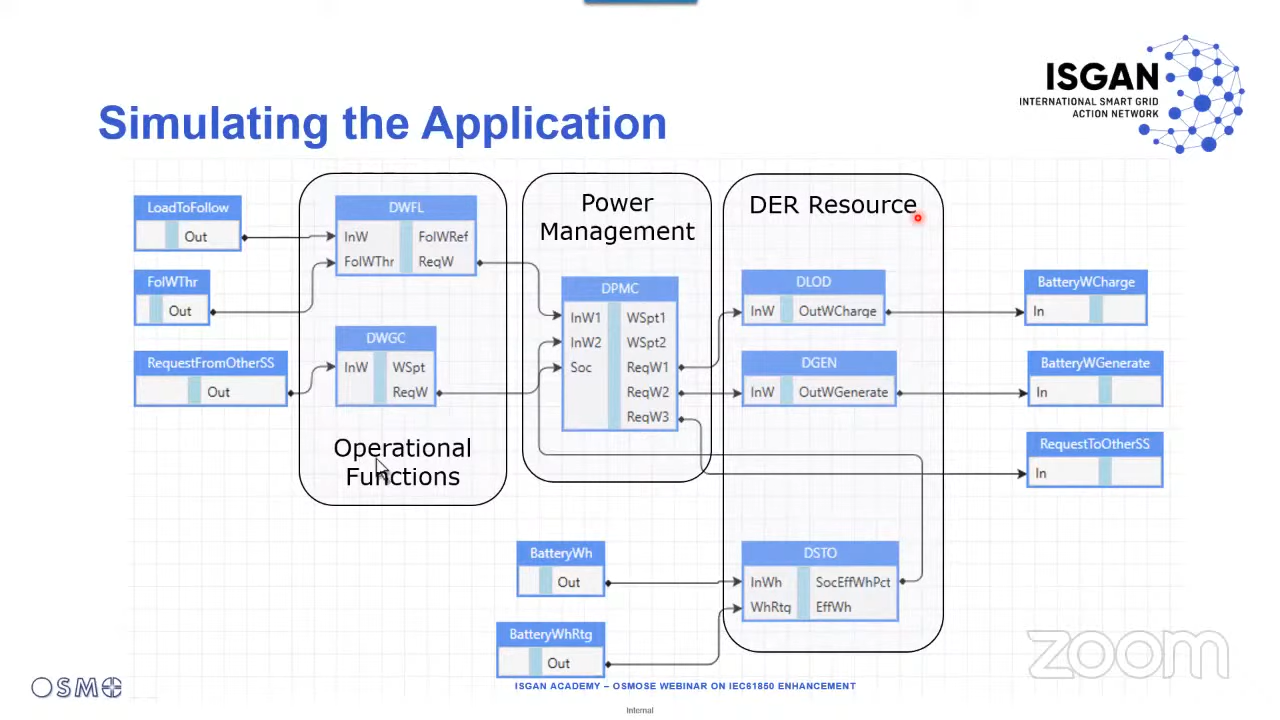 ISGAN
INTERNATIONAL SMART GRID
ACTION NETWORK
Simulating the Application
LoadToFollow
Out
FolWThr
Out
RequestFromOtherSS
Out
DWFL
InW FolWRef
FolWThr ReqW
DWGC
InW WSpt
ReqW
Operational
Functions
Power
Management
DPMC
InW1 WSpt1
InW2 WSpt2
Soc ReqW1
ReqW2
ReqW3
DER Resource
DLOD
InW OutWCharge
DGEN
InW OutWGenerate
BatteryWCharge
In
BatteryWGenerate
In
RequestToOtherSS
In
BatteryWh
Out
BatteryWhRtg
Out
DSTO
InWh SocEffWhPct
WhRtq EffWh
zoom
OSMOSE
ISGAN ACADEMY – OSMOSE WEBINAR ON IEC61850 ENHANCEMENT
Internal